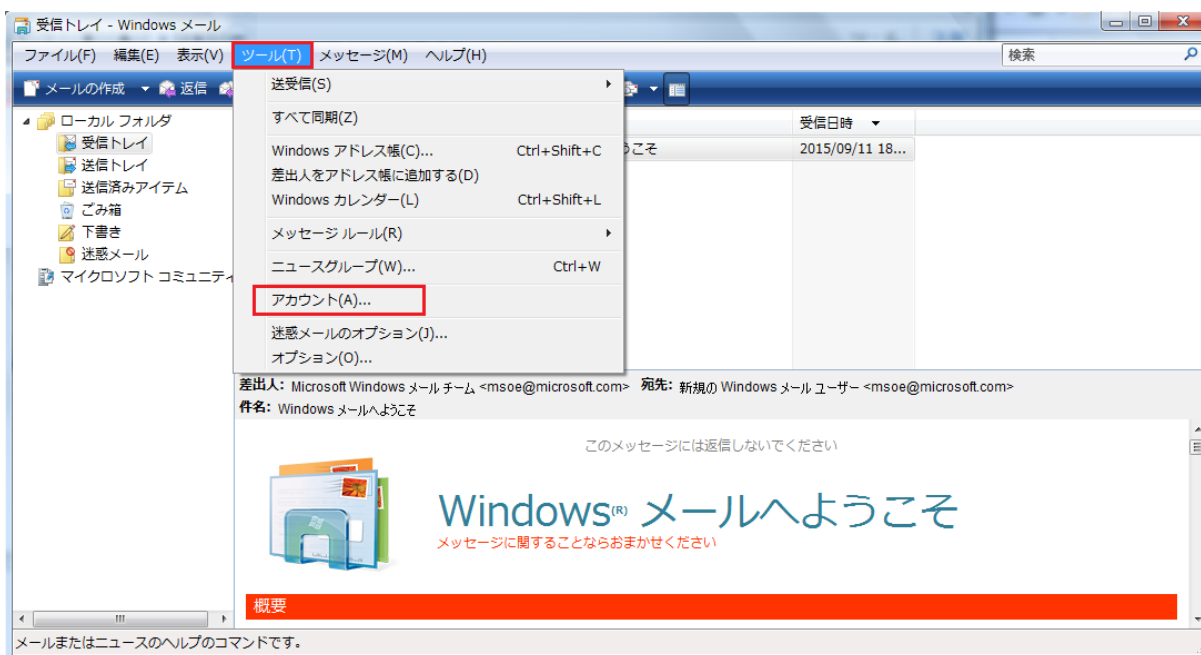 受信トレイ - Windows メール
ファイル(F) 編集(E) 表示(V) ツール(T) メッセージ(M) ヘルプ(H) 検索
メールの作成 返信
送受信(S)
すべて同期(Z)
Windows アドレス帳(C)... Ctrl+Shift+C
差出人をアドレス帳に追加する(D)
Windows カレンダー(L) Ctrl+Shift+L
メッセージ ルール(R)
ニュースグループ(W)... Ctrl+W
アカウント(A)...
迷惑メールのオプション(J)...
オプション(O)...
ローカル フォルダ
受信トレイ
送信トレイ
送信済みアイテム
ごみ箱
下書き
迷惑メール
マイクロソフト コミュニティ
受信日時
うこそ 2015/09/11 18...
差出人: Microsoft Windows メール チーム <msoe@microsoft.com> 宛先: 新規の Windows メール ユーザー <msoe@microsoft.com>
件名: Windows メールへようこそ
このメッセージには返信しないでください
Windows(R) メールへようこそ
メッセージに関することならおまかせください
概要
メールまたはニュースのヘルプのコマンドです。